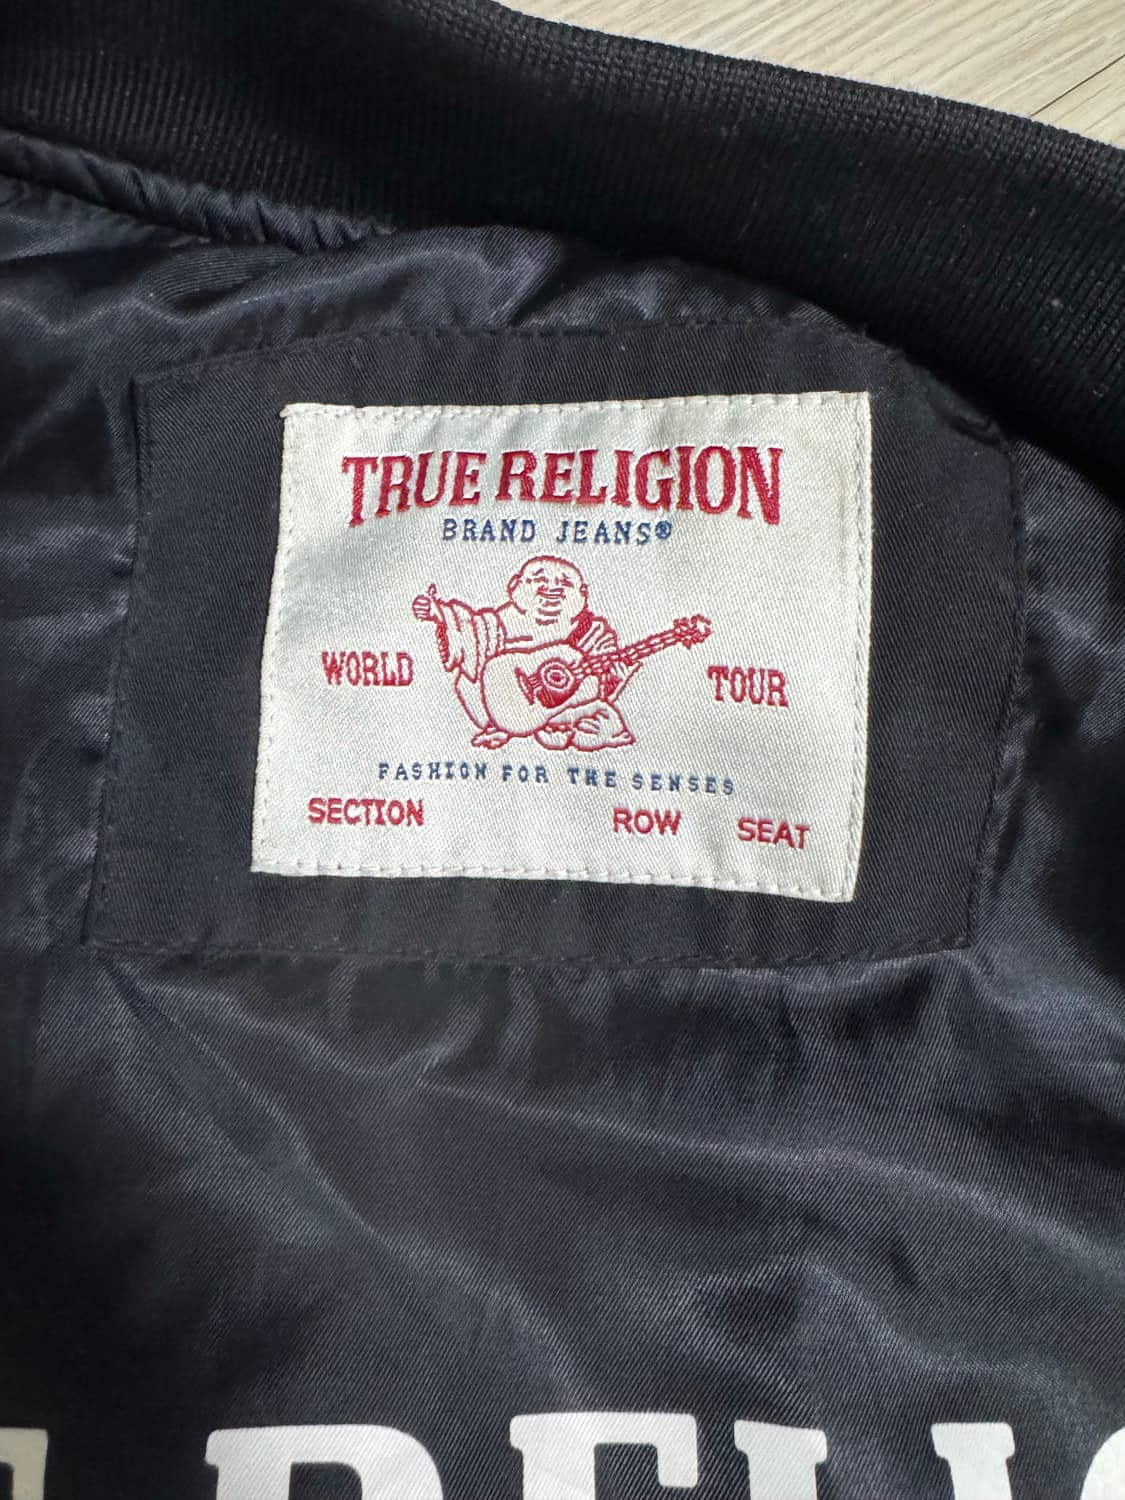 TRUE RELIGION
BRAND JEANS®
WORLD TOUR
FASHION FOR THE SENSES
SECTION ROW SEAT